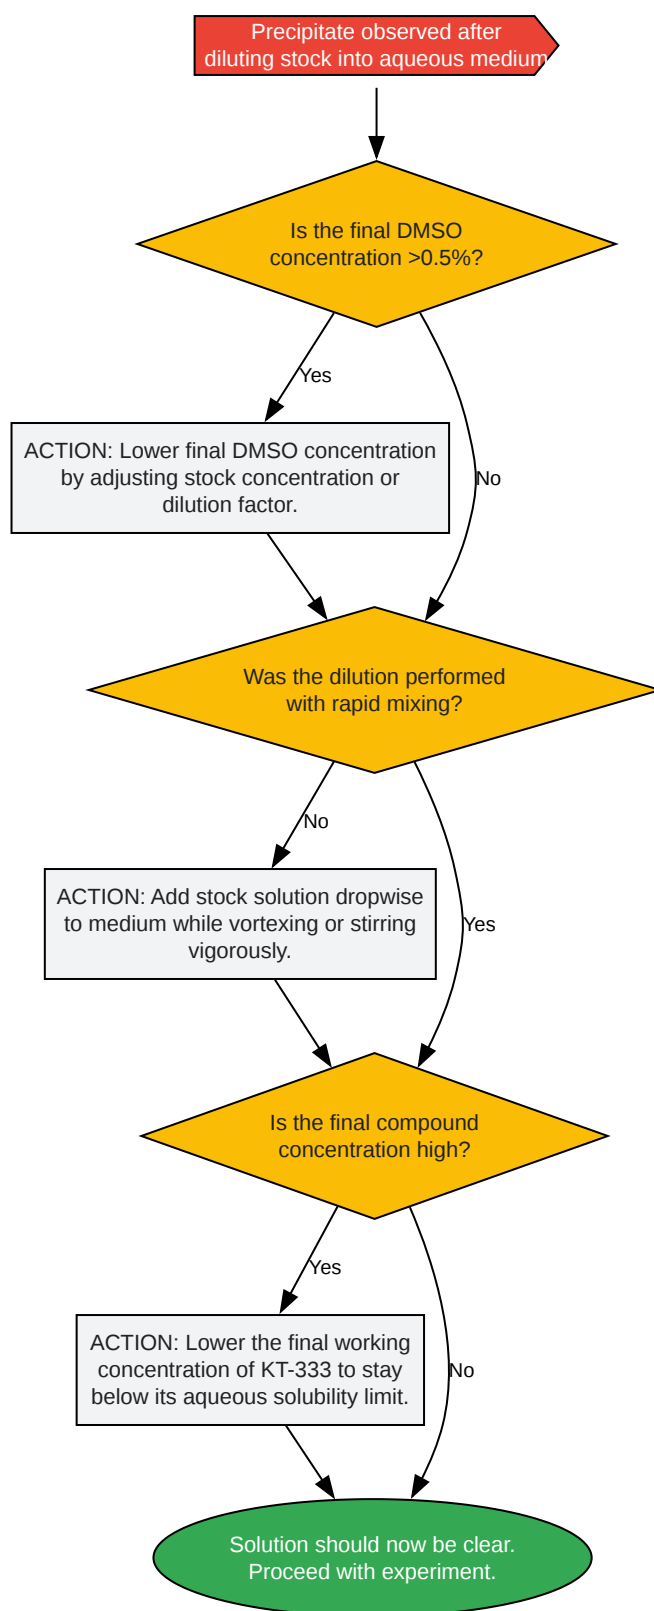 Precipitate observed after
diluting stock into aqueous medium
Is the final DMSO
concentration >0.5%?
Yes
ACTION: Lower final DMSO concentration
by adjusting stock concentration or
dilution factor.
No
Was the dilution performed
with rapid mixing?
No
ACTION: Add stock solution dropwise
to medium while vortexing or stirring
vigorously.
Yes
Is the final compound
concentration high?
Yes
ACTION: Lower the final working
concentration of KT-333 to stay
below its aqueous solubility limit.
No
Solution should now be clear.
Proceed with experiment.